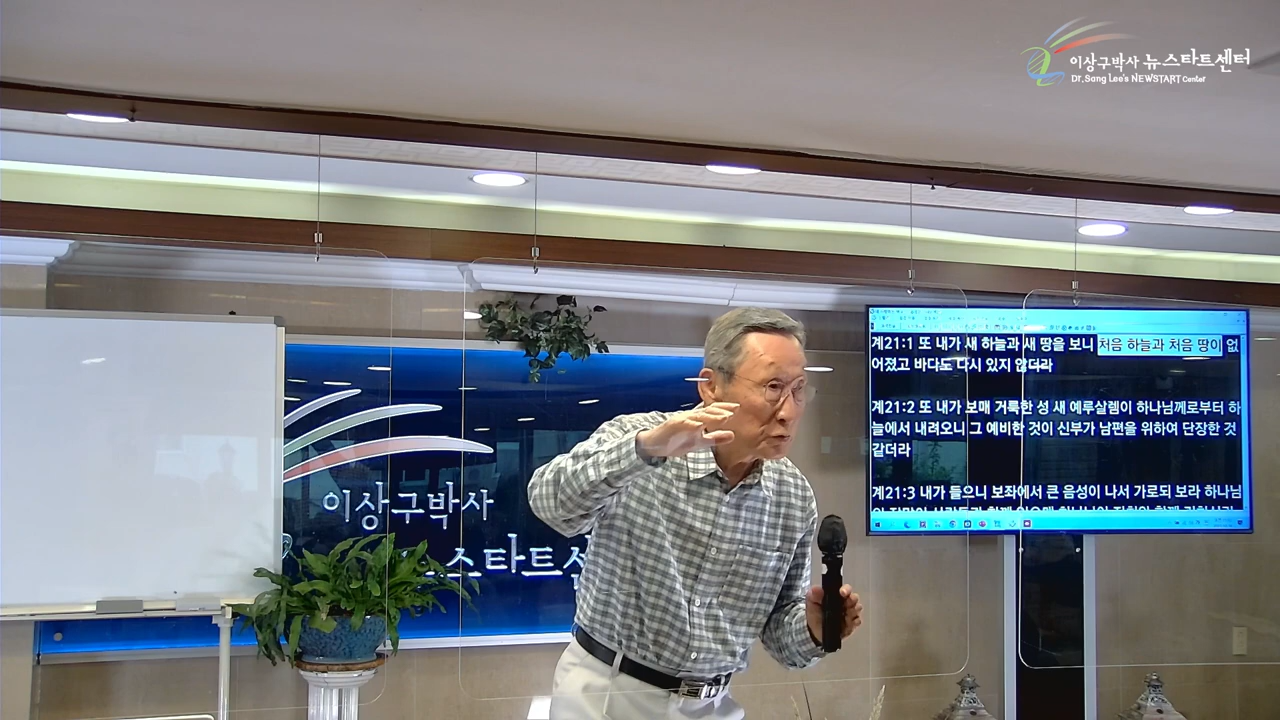 이상구박사 뉴스타트센터
Dr. Sang Lee's NEWSTART Center
계21:1 또 내가 새 하늘과 새 땅을 보니 처음 하늘과 처음 땅이 없
어졌고 바다도 다시 있지 않더라
계21:2 또 내가 보매 거룩한 성 새 예루살렘이 하나님께로부터 하
늘에서 내려오니 그 예비한 것이 신부가 남편을 위하여 단장한 것
같더라
계21:3 내가 들으니 보좌에서 큰 음성이 나서 가로되 보라 하나님
이상구박사
스타트센